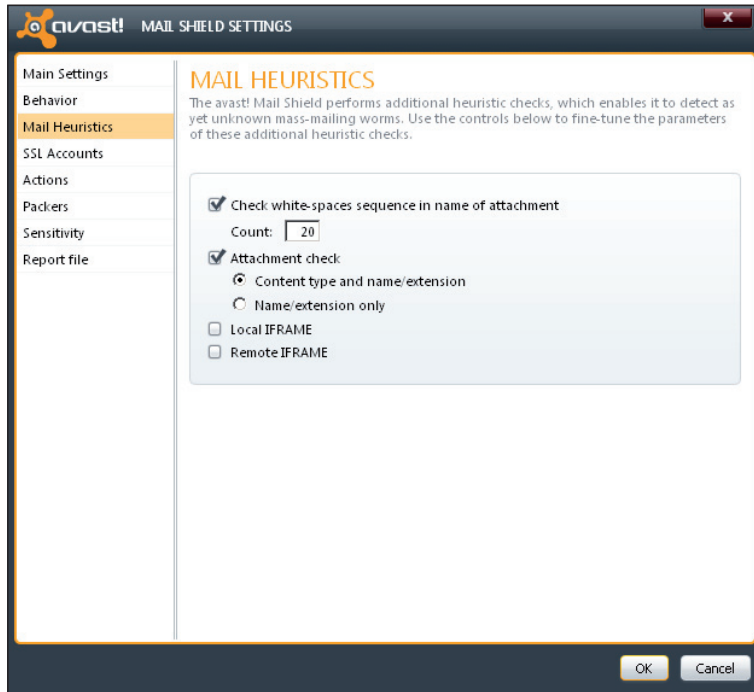 avast! MAIL SHIELD SETTINGS
X
Main Settings
Behavior
Mail Heuristics
SSL Accounts
Actions
Packers
Sensitivity
Report file
MAIL HEURISTICS
The avast! Mail Shield performs additional heuristic checks, which enables it to detect as
yet unknown mass-mailing worms. Use the controls below to fine-tune the parameters
of these additional heuristic checks.
Check white-spaces sequence in name of attachment
Count: 20
Attachment check
Content type and name/extension
Name/extension only
Local IFRAME
Remote IFRAME
OK Cancel